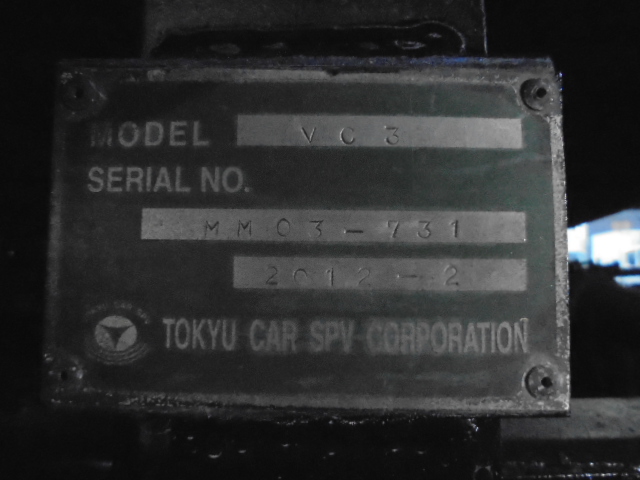 MODEL VC3
SERIAL NO.
MM03-731
2012-2
TOKYU CAR SPV CORPORATION